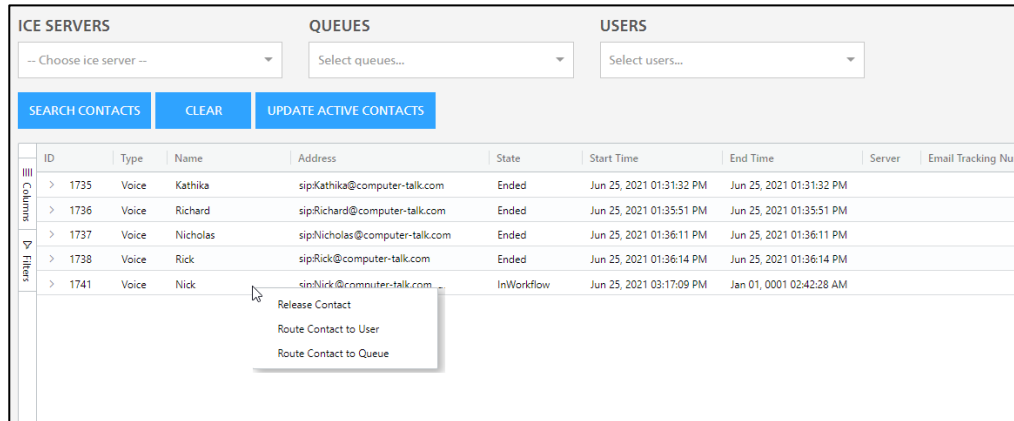 ICE SERVERS QUEUES USERS
-- Choose ice server -- Select queues... Select users...
SEARCH CONTACTS CLEAR UPDATE ACTIVE CONTACTS
ID Type Name Address State Start Time End Time Server Email Tracking Nu
Columns
Filters
> 1735 Voice Kathika sip:Kathika@computer-talk.com Ended Jun 25, 2021 01:31:32 PM Jun 25, 2021 01:31:32 PM
> 1736 Voice Richard sip:Richard@computer-talk.com Ended Jun 25, 2021 01:35:51 PM Jun 25, 2021 01:35:51 PM
> 1737 Voice Nicholas sip:Nicholas@computer-talk.com Ended Jun 25, 2021 01:36:11 PM Jun 25, 2021 01:36:11 PM
> 1738 Voice Rick sip:Rick@computer-talk.com Ended Jun 25, 2021 01:36:14 PM Jun 25, 2021 01:36:14 PM
> 1741 Voice Nick sip:Nick@computer-talk.com InWorkflow Jun 25, 2021 03:17:09 PM Jan 01, 0001 02:42:28 AM
Release Contact
Route Contact to User
Route Contact to Queue